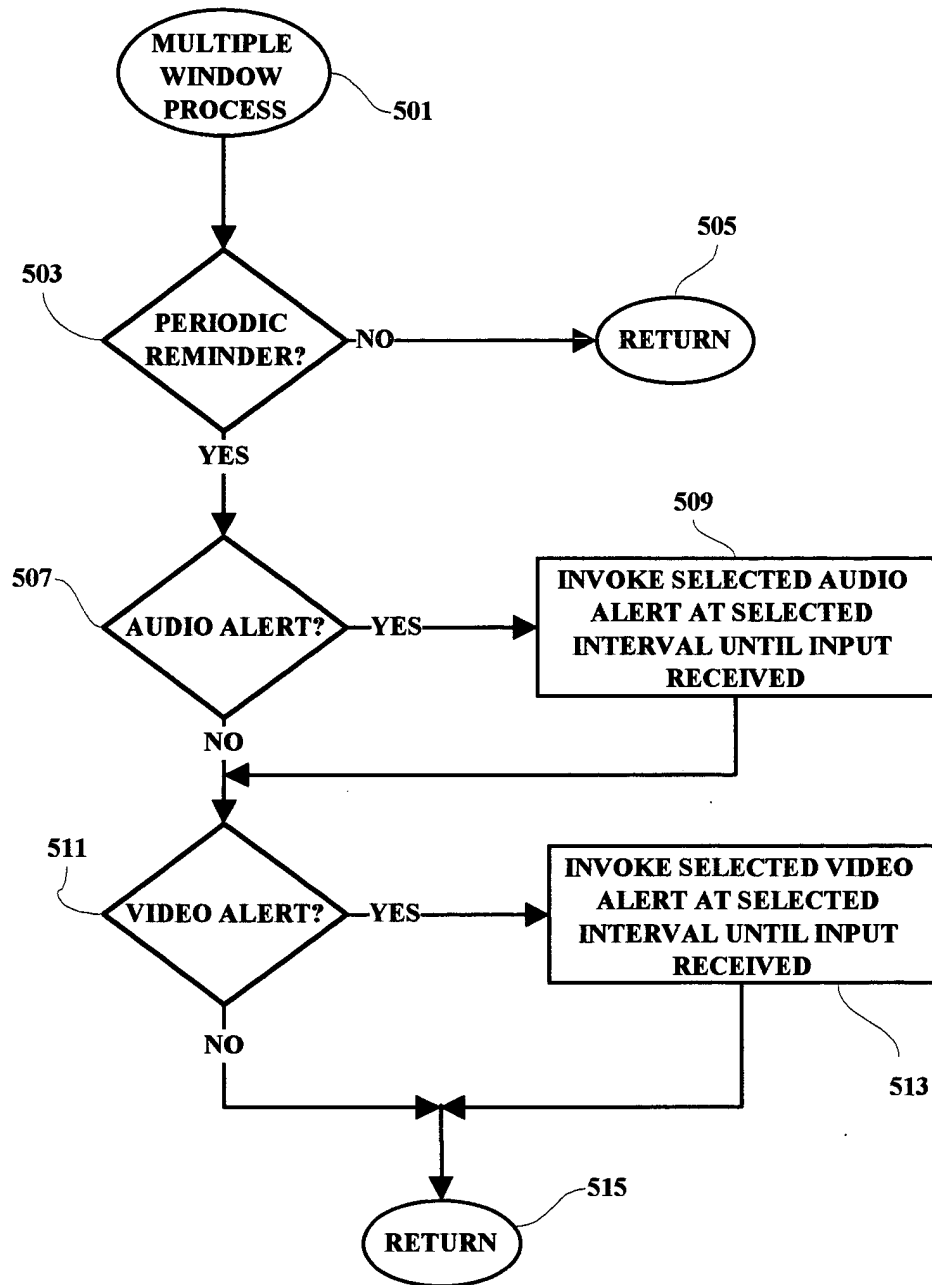 MULTIPLE
WINDOW
PROCESS
501
505
503
PERIODIC
REMINDER?
NO
RETURN
YES
509
507
AUDIO ALERT?
YES
INVOKE SELECTED AUDIO
ALERT AT SELECTED
INTERVAL UNTIL INPUT
RECEIVED
NO
511
VIDEO ALERT?
YES
INVOKE SELECTED VIDEO
ALERT AT SELECTED
INTERVAL UNTIL INPUT
RECEIVED
NO
513
515
RETURN